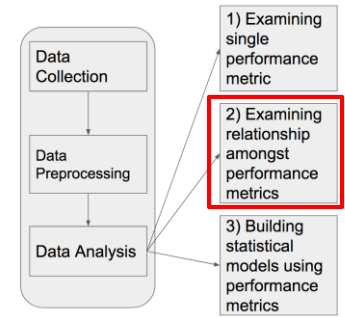 Data
Collection
Data
Preprocessing
Data Analysis
1) Examining
single
performance
metric
2) Examining
relationship
amongst
performance
metrics
3) Building
statistical
models using
performance
metrics